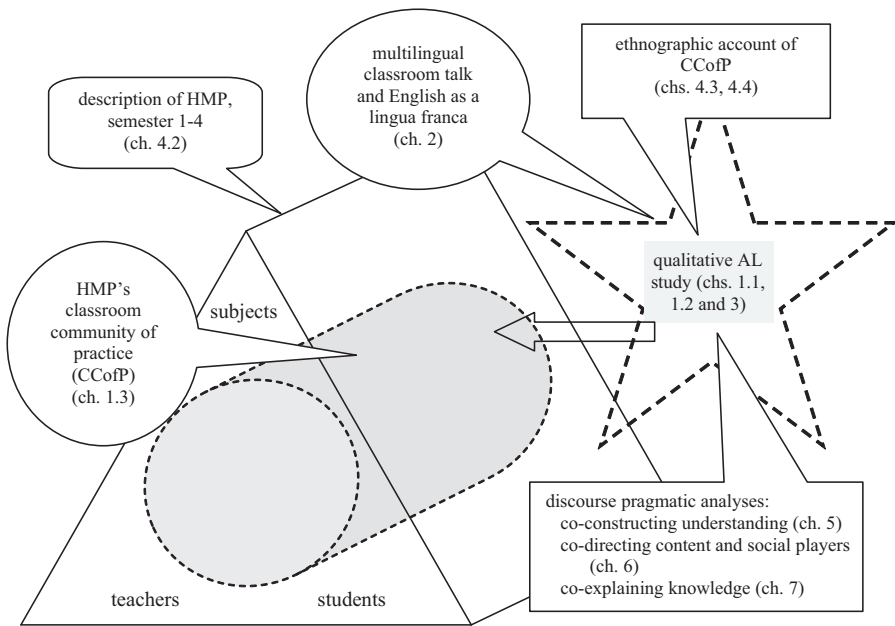 description of HMP,
semester 1-4
(ch. 4.2)
multilingual
classroom talk
and English as a
lingua franca
(ch. 2)
ethnographic account of
CCofP
(chs. 4.3, 4.4)
HMP's
classroom
community of
practice
(CCofP)
(ch. 1.3)
subjects
qualitative AL
study (chs. 1.1,
1.2 and 3)
teachers
students
discourse pragmatic analyses:
co-constructing understanding (ch. 5)
co-directing content and social players
(ch. 6)
co-explaining knowledge (ch. 7)